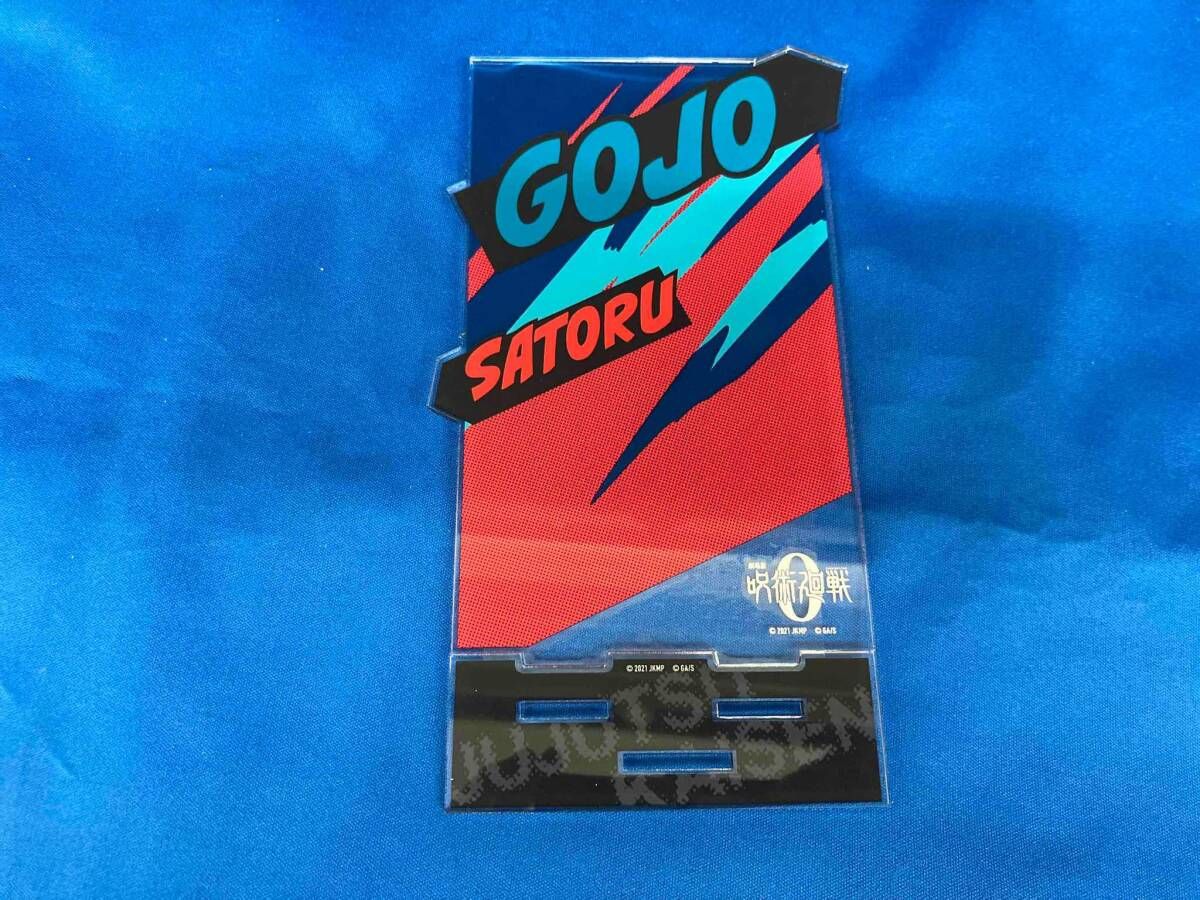 GOJO
SATORU
劇場版
呪術廻戦
0
© 2021 JKMP © GA/S
© 2021 JKMP © GA/S
JUJUTSU
KAISEN